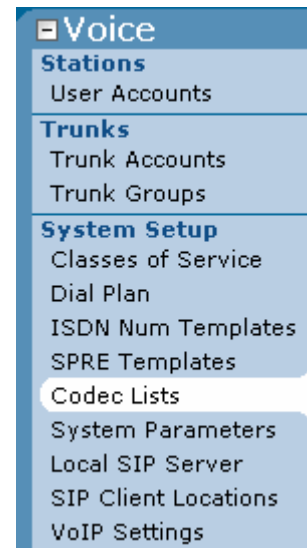 Voice
Stations
User Accounts
Trunks
Trunk Accounts
Trunk Groups
System Setup
Classes of Service
Dial Plan
ISDN Num Templates
SPRE Templates
Codec Lists
System Parameters
Local SIP Server
SIP Client Locations
VoIP Settings